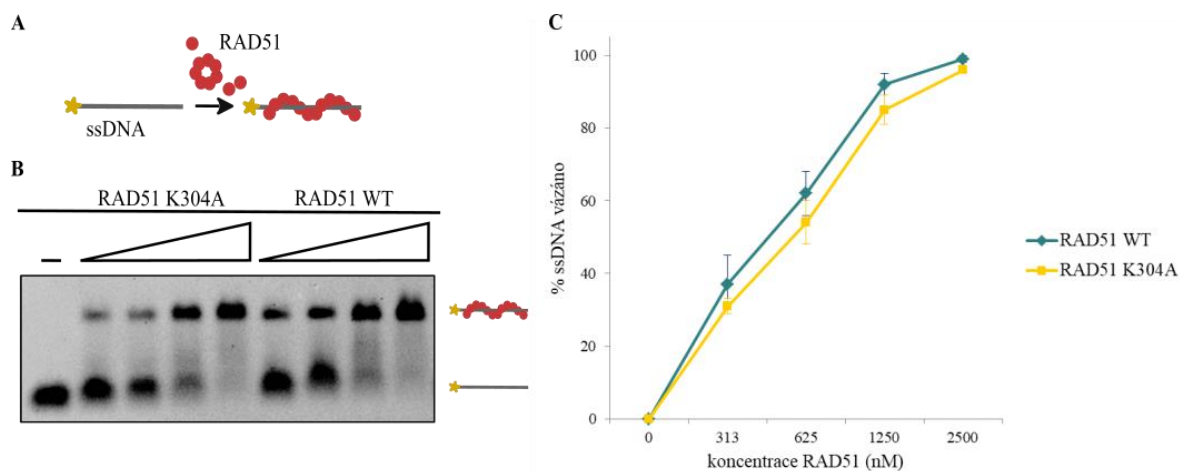 A
RAD51
ssDNA
B
RAD51 K304A RAD51 WT
C
% ssDNA vázáno
100
80
60
40
20
0
0 313 625 1250 2500
koncentrace RAD51 (nM)
RAD51 WT
RAD51 K304A